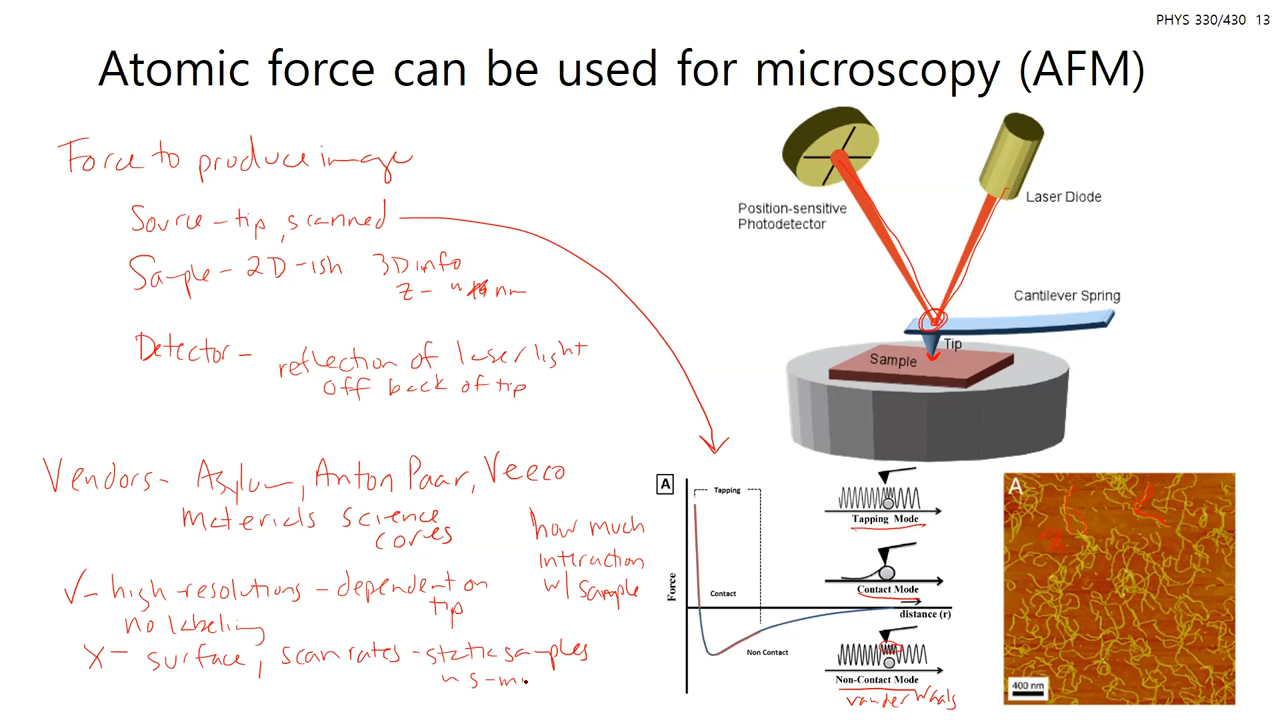 PHYS 330/430 13
Atomic force can be used for microscopy (AFM)
Force to produce image
Source - tip, scanned
Sample - 2D-ish 3D info
z - ~ nm
Detector - reflection of laser light
off back of tip
Vendors - Asylum, Anton Paar, Veeco
materials science
cores
✓ - high resolutions - dependent on
tip
no labeling
X - surface, scan rates - static samples
~ s - mi
how much
interaction
w/ sample
Position-sensitive
Photodetector
Laser Diode
Cantilever Spring
Tip
Sample
A
Tapping
Force
Contact
Non Contact
distance (r)
Tapping Mode
Contact Mode
Non-Contact Mode
van der Waals
A
400 nm